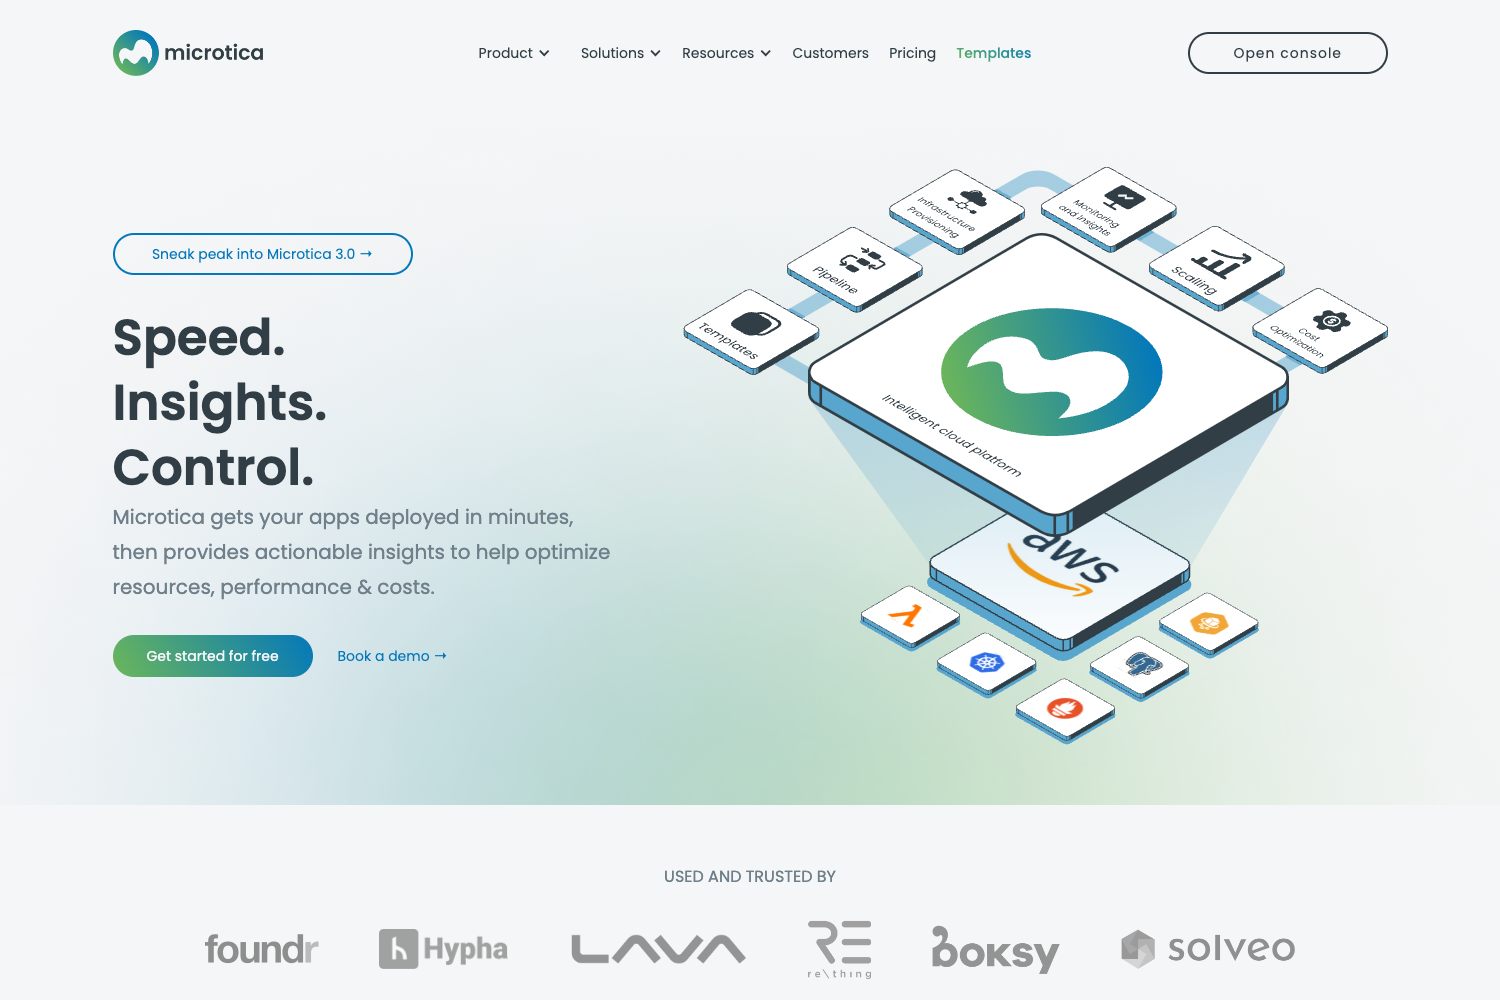 microtica
Product
Solutions
Resources
Customers
Pricing
Templates
Open console
Sneak peak into Microtica 3.0 →
Speed.
Insights.
Control.
Microtica gets your apps deployed in minutes,
then provides actionable insights to help optimize
resources, performance & costs.
Get started for free
Book a demo →
Templates
Pipeline
Infrastructure
Provisioning
Monitoring
and insights
Scalling
Cost
Optimization
Intelligent cloud platform
aws
USED AND TRUSTED BY
foundr
h Hypha
LAVA
RE
re\thing
boksy
solveo